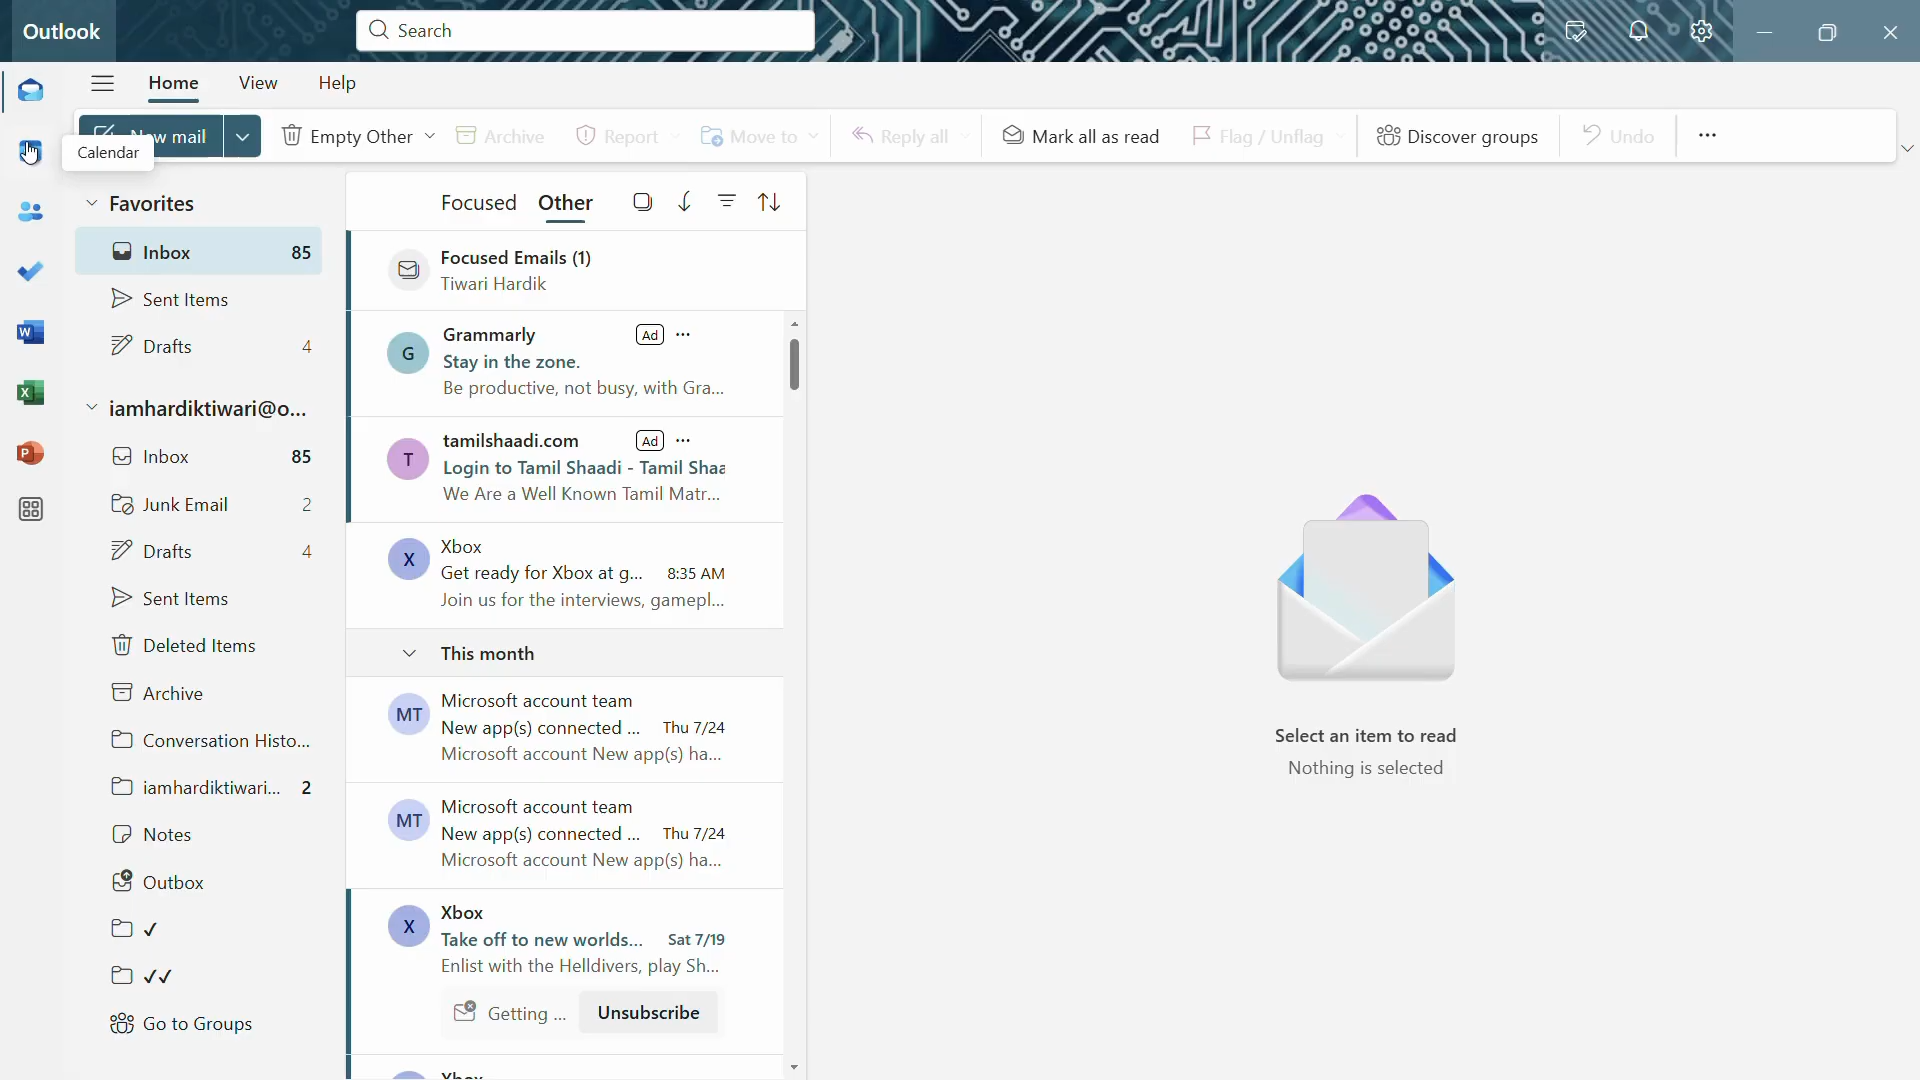 Outlook
Search
Home View Help
New mail Empty Other Archive Report Move to Reply all Mark all as read Flag / Unflag Discover groups Undo
Calendar
Favorites
Inbox 85
Sent Items
Drafts 4
iamhardiktiwari@o...
Inbox 85
Junk Email 2
Drafts 4
Sent Items
Deleted Items
Archive
Conversation Histo...
iamhardiktiwari... 2
Notes
Outbox
✓
✓✓
Go to Groups
Focused Other
Focused Emails (1)
Tiwari Hardik
G
Grammarly Ad
Stay in the zone.
Be productive, not busy, with Gra...
T
tamilshaadi.com Ad
Login to Tamil Shaadi - Tamil Shaa
We Are a Well Known Tamil Matr...
X
Xbox
Get ready for Xbox at g... 8:35 AM
Join us for the interviews, gamepl...
This month
MT
Microsoft account team
New app(s) connected ... Thu 7/24
Microsoft account New app(s) ha...
MT
Microsoft account team
New app(s) connected ... Thu 7/24
Microsoft account New app(s) ha...
X
Xbox
Take off to new worlds... Sat 7/19
Enlist with the Helldivers, play Sh...
Getting ... Unsubscribe
Xbox
Select an item to read
Nothing is selected